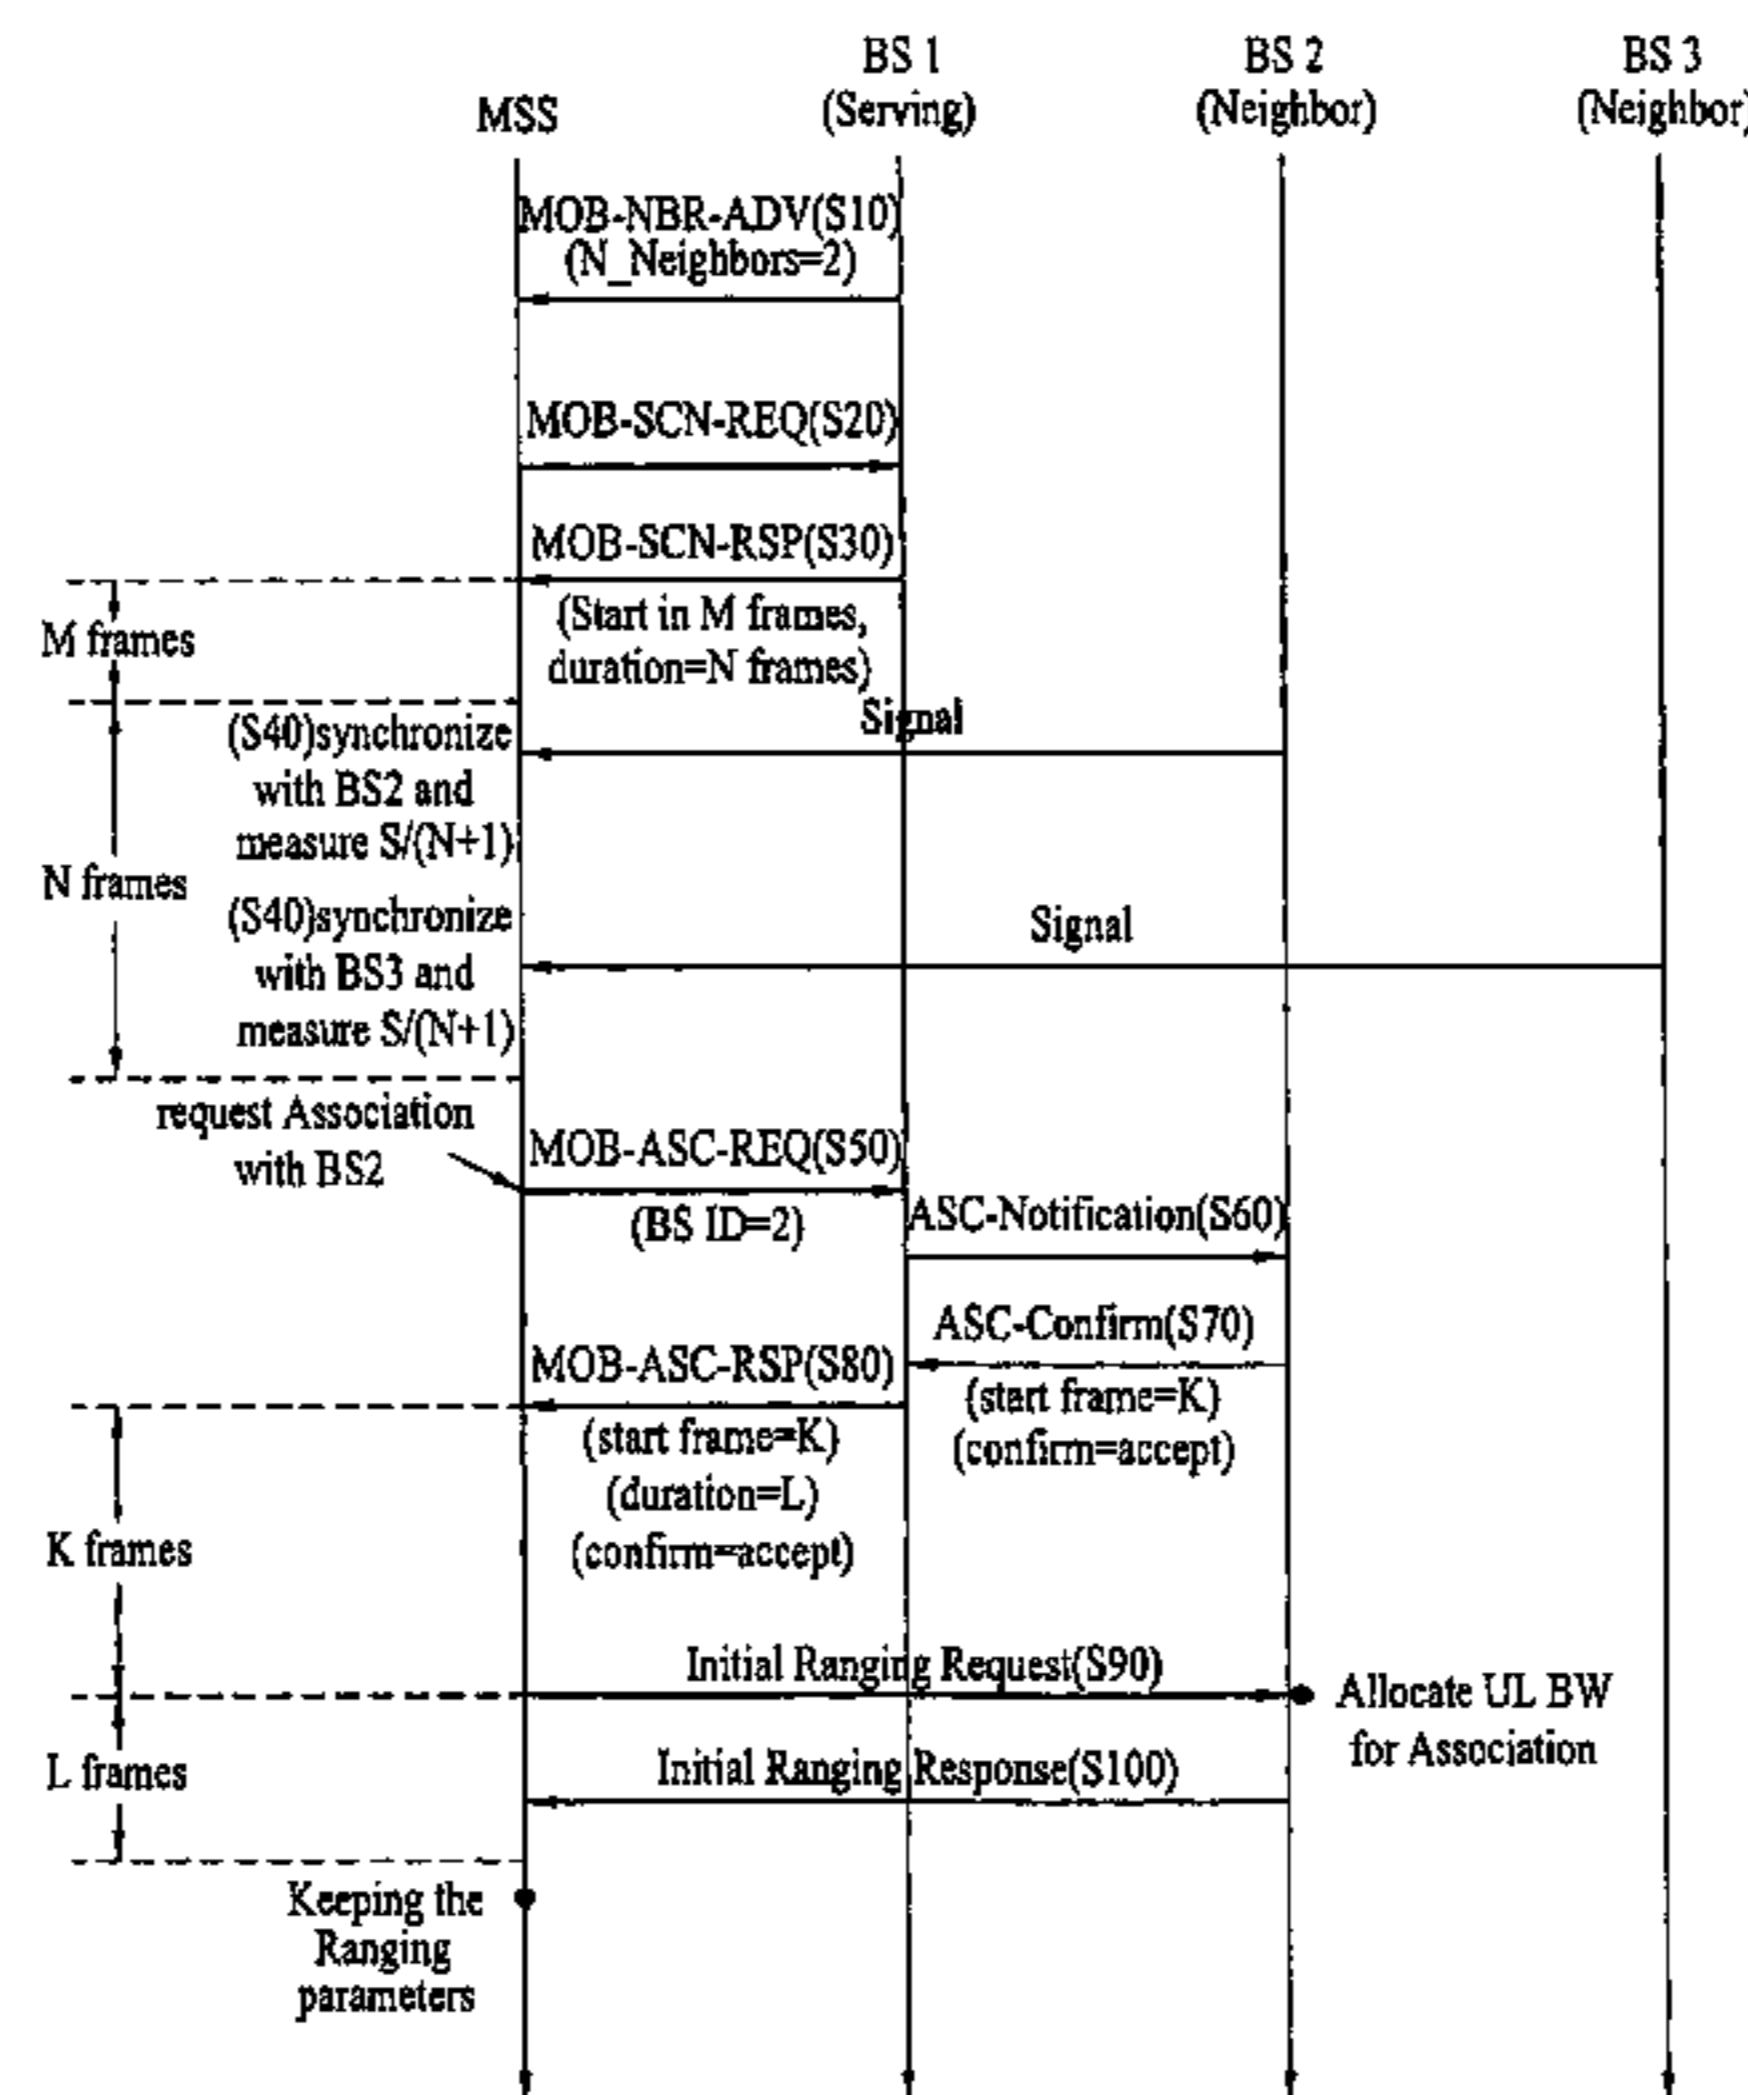 MSS
BS 1
(Serving)
BS 2
(Neighbor)
BS 3
(Neighbor)
MOB-NBR-ADV(S10)
(N_Neighbors=2)
MOB-SCN-REQ(S20)
MOB-SCN-RSP(S30)
(Start in M frames,
duration=N frames)
M frames
Signal
(S40)synchronize
with BS2 and
measure S/(N+1)
N frames
(S40)synchronize
with BS3 and
measure S/(N+1)
Signal
request Association
with BS2
MOB-ASC-REQ(S50)
(BS ID=2)
ASC-Notification(S60)
ASC-Confirm(S70)
(start frame=K)
(confirm=accept)
MOB-ASC-RSP(S80)
(start frame=K)
(duration=L)
(confirm=accept)
K frames
Initial Ranging Request(S90)
Allocate UL BW
for Association
L frames
Initial Ranging Response(S100)
Keeping the
Ranging
parameters